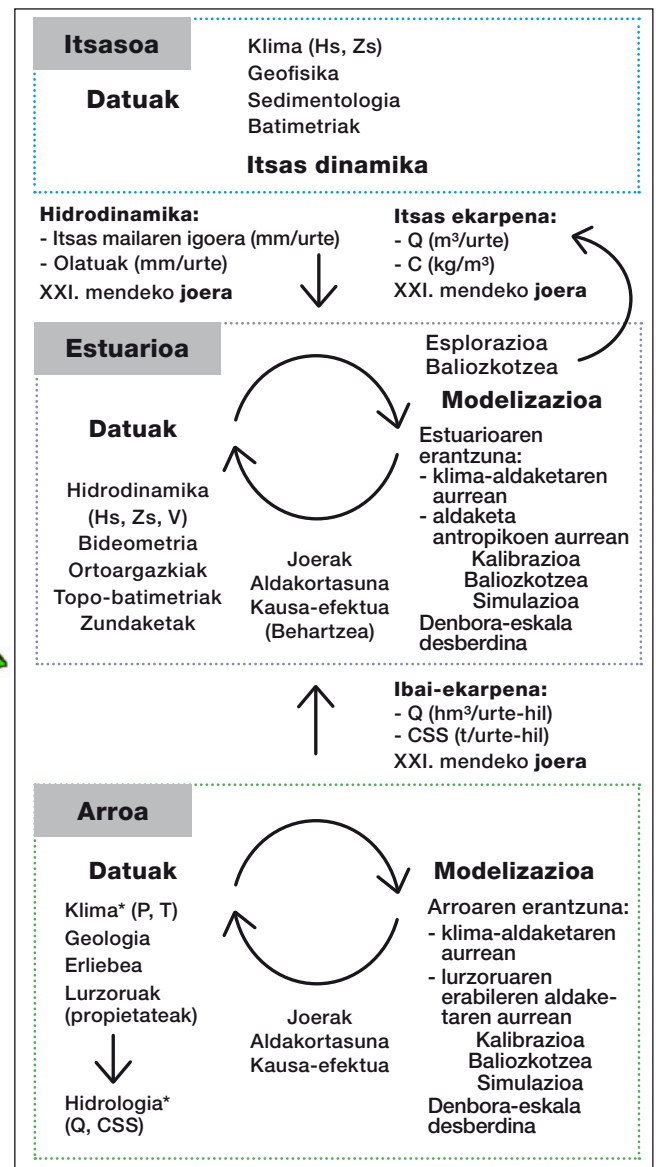 Itsasoa
Datuak
Klima (Hs, Zs)
Geofisika
Sedimentologia
Batimetriak
Itsas dinamika
Hidrodinamika:
- Itsas mailaren igoera (mm/urte)
- Olatuak (mm/urte)
XXI. mendeko joera
Itsas ekarpena:
- Q (m³/urte)
- C (kg/m³)
XXI. mendeko joera
Estuarioa
Datuak
Hidrodinamika
(Hs, Zs, V)
Bideometria
Ortoargazkiak
Topo-batimetriak
Zundaketak
Joerak
Aldakortasuna
Kausa-efektua
(Behartzea)
Esplorazioa
Baliozkotzea
Modelizazioa
Estuarioaren
erantzuna:
- klima-aldaketaren
aurrean
- aldaketa
antropikoen aurrean
Kalibrazioa
Baliozkotzea
Simulazioa
Denbora-eskala
desberdina
Ibai-ekarpena:
- Q (hm³/urte-hil)
- CSS (t/urte-hil)
XXI. mendeko joera
Arroa
Datuak
Klima* (P, T)
Geologia
Erliebea
Lurzoruak
(propietateak)
Hidrologia*
(Q, CSS)
Joerak
Aldakortasuna
Kausa-efektua
Modelizazioa
Arroaren erantzuna:
- klima-aldaketaren
aurrean
- lurzoruaren
erabileren aldake-
taren aurrean
Kalibrazioa
Baliozkotzea
Simulazioa
Denbora-eskala
desberdina